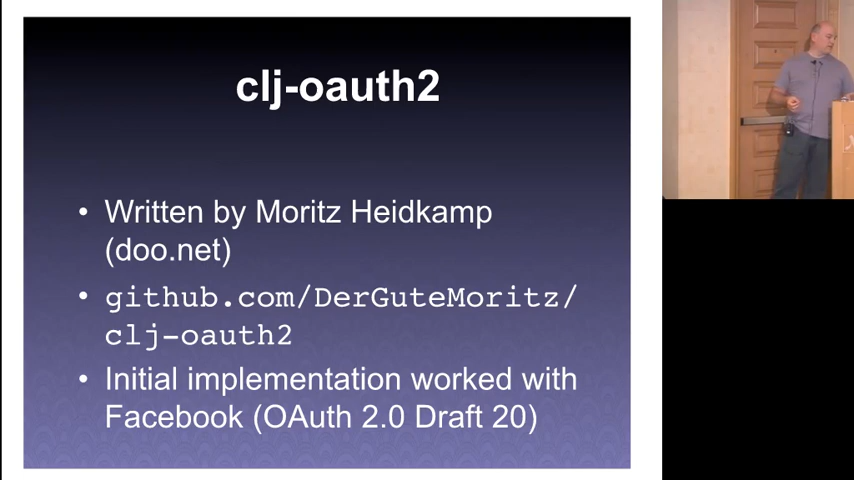 clj-oauth2
• Written by Moritz Heidkamp
(doo.net)
• github.com/DerGuteMoritz/
clj-oauth2
• Initial implementation worked with
Facebook (OAuth 2.0 Draft 20)